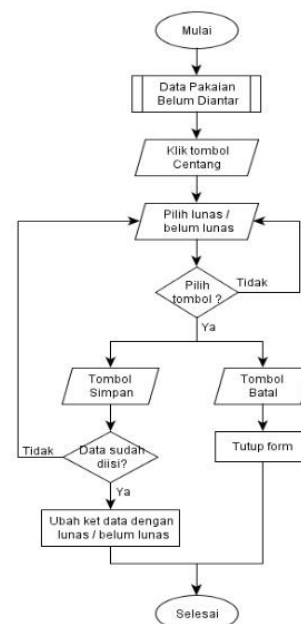 Mulai
Data Pakaian
Belum Diantar
Klik tombol
Centang
Pilih lunas /
belum lunas
Pilih
tombol ?
Tidak
Ya
Tombol
Simpan
Tombol
Batal
Data sudah
diisi?
Tidak
Tutup form
Ya
Ubah ket data dengan
lunas / belum lunas
Selesai